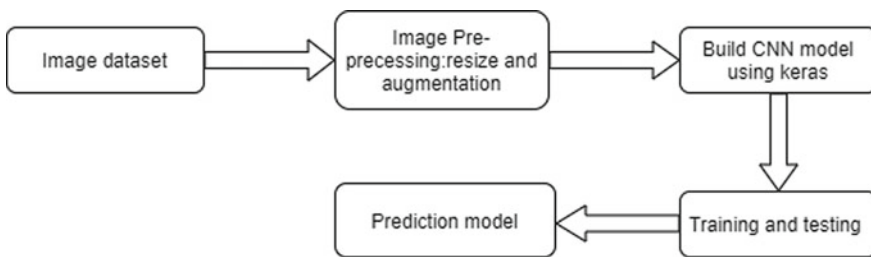 Image dataset
Image Pre-
precessing:resize and
augmentation
Build CNN model
using keras
Training and testing
Prediction model